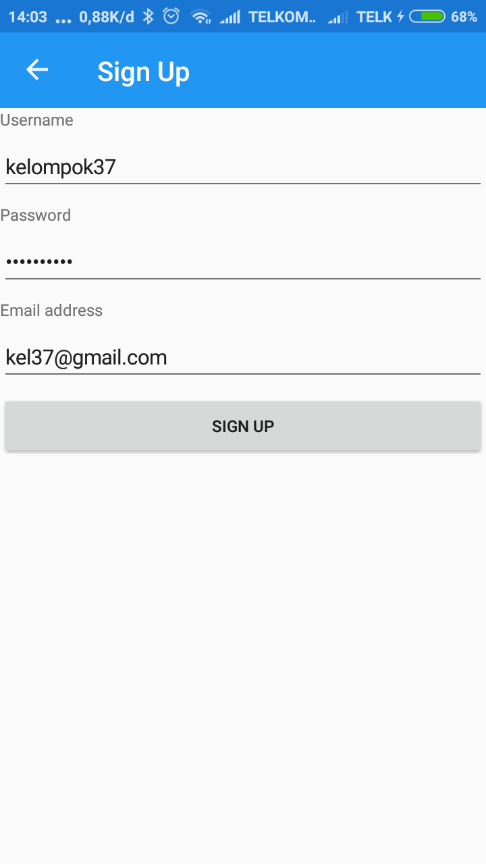 14:03 ... 0,88K/d TELKOM.. TELK 68%
Sign Up
Username
kelompok37
Password
••••••••••
Email address
kel37@gmail.com
SIGN UP